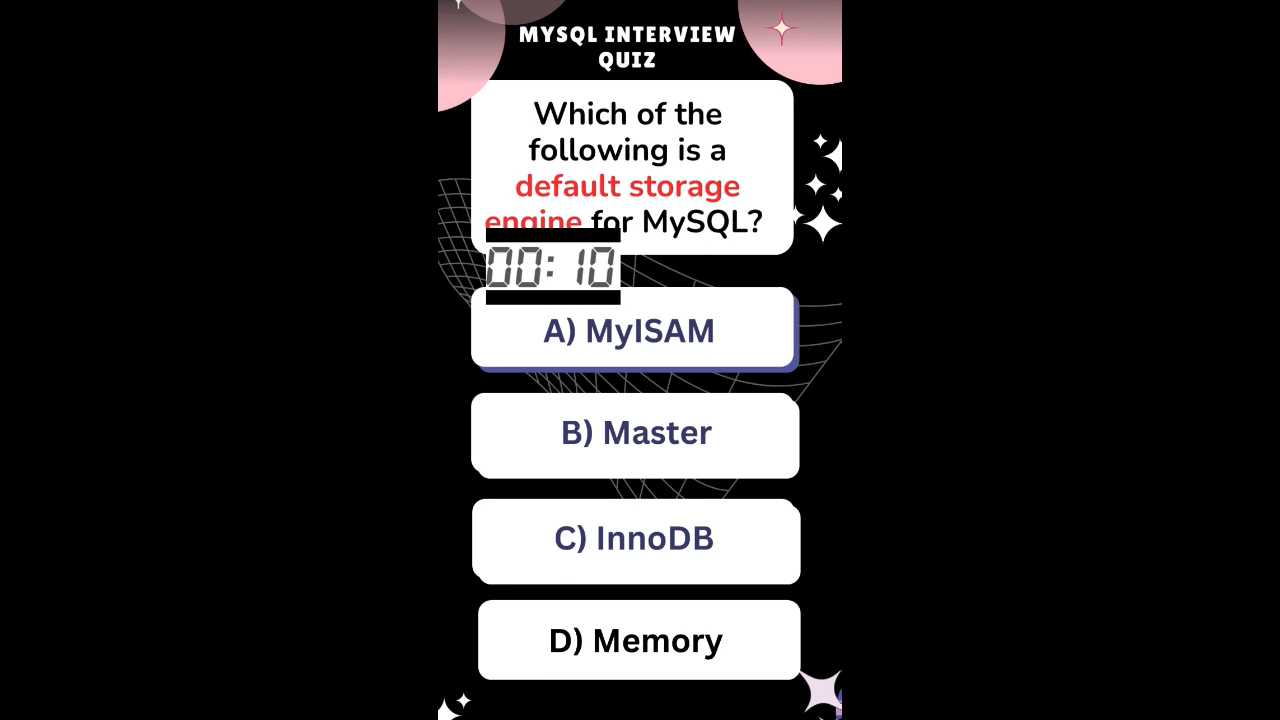 MYSQL INTERVIEW
QUIZ
Which of the
following is a
default storage
engine for MySQL?
00:10
A) MyISAM
B) Master
C) InnoDB
D) Memory